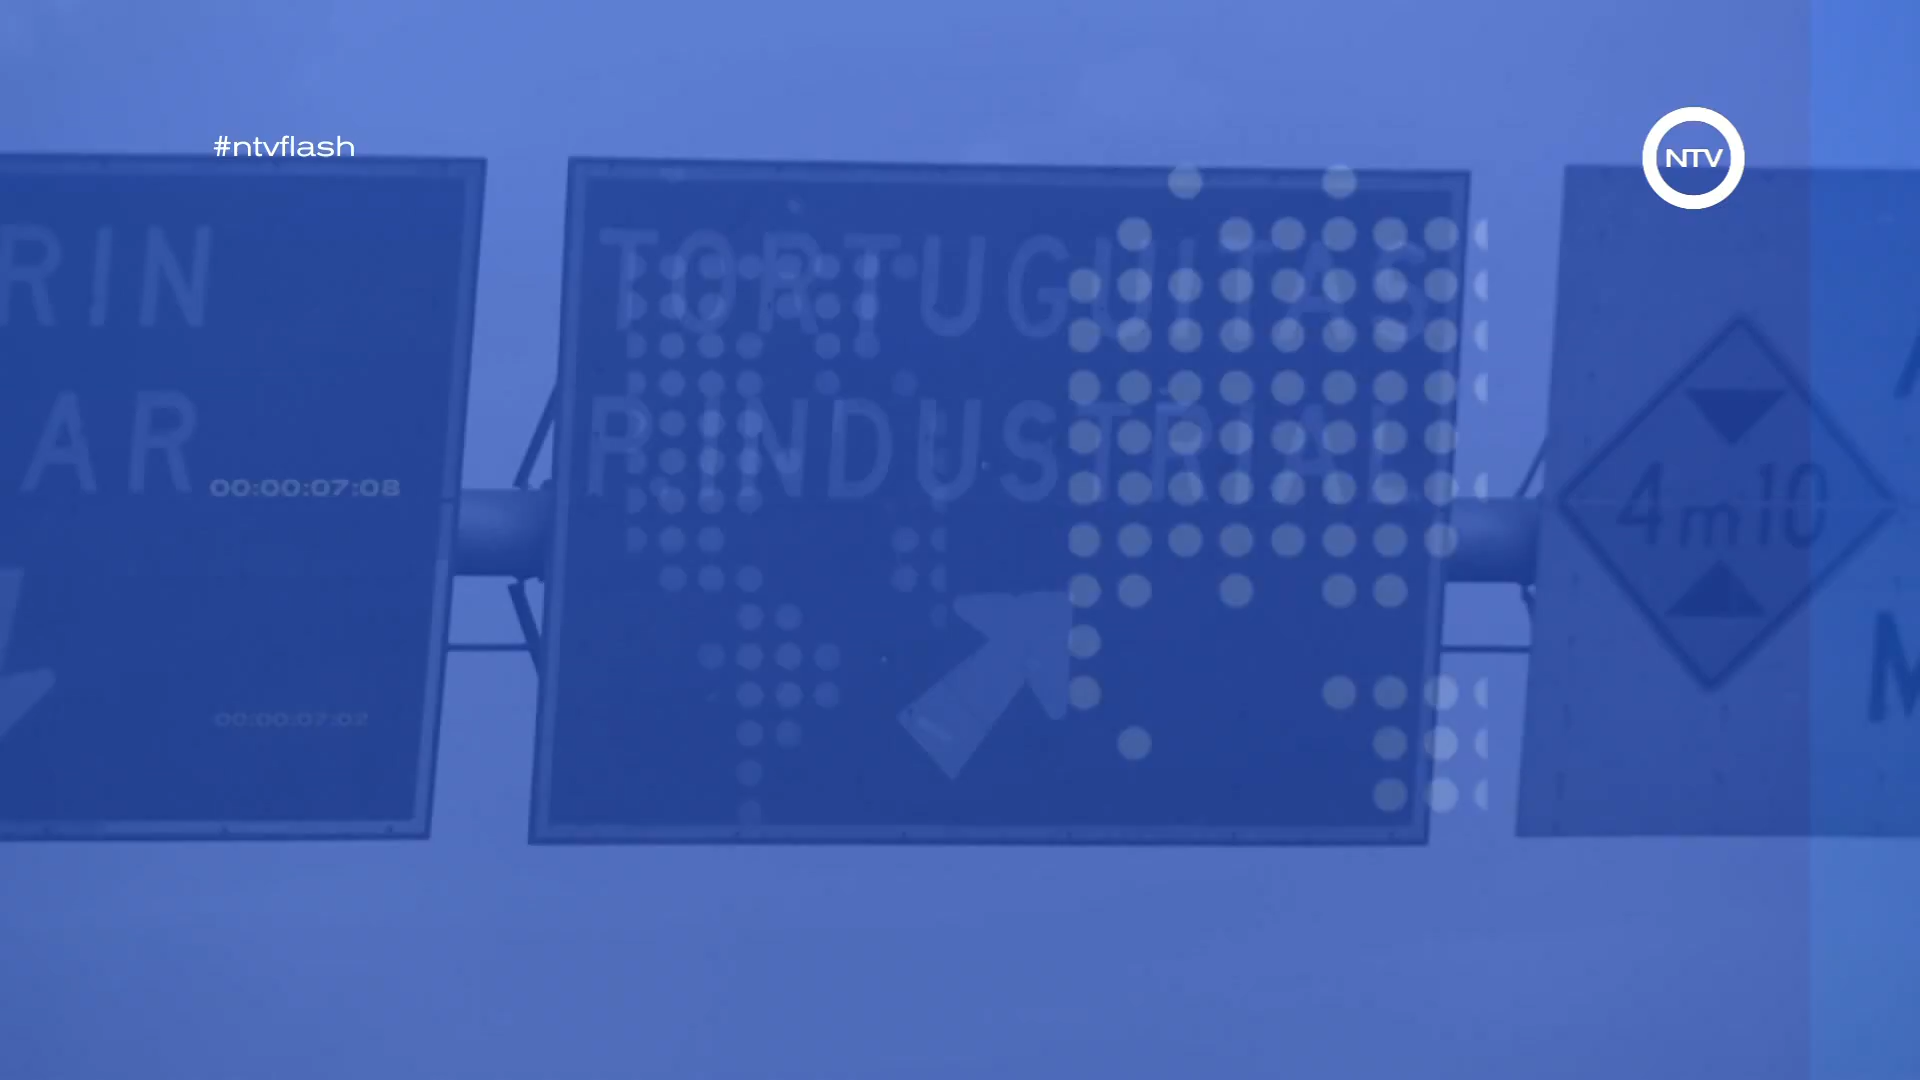 #ntvflash
NTV
RIN
AR
TORTUGUITAS
P INDUSTRIAL
4m10
00:00:07:08
00:00:07:02